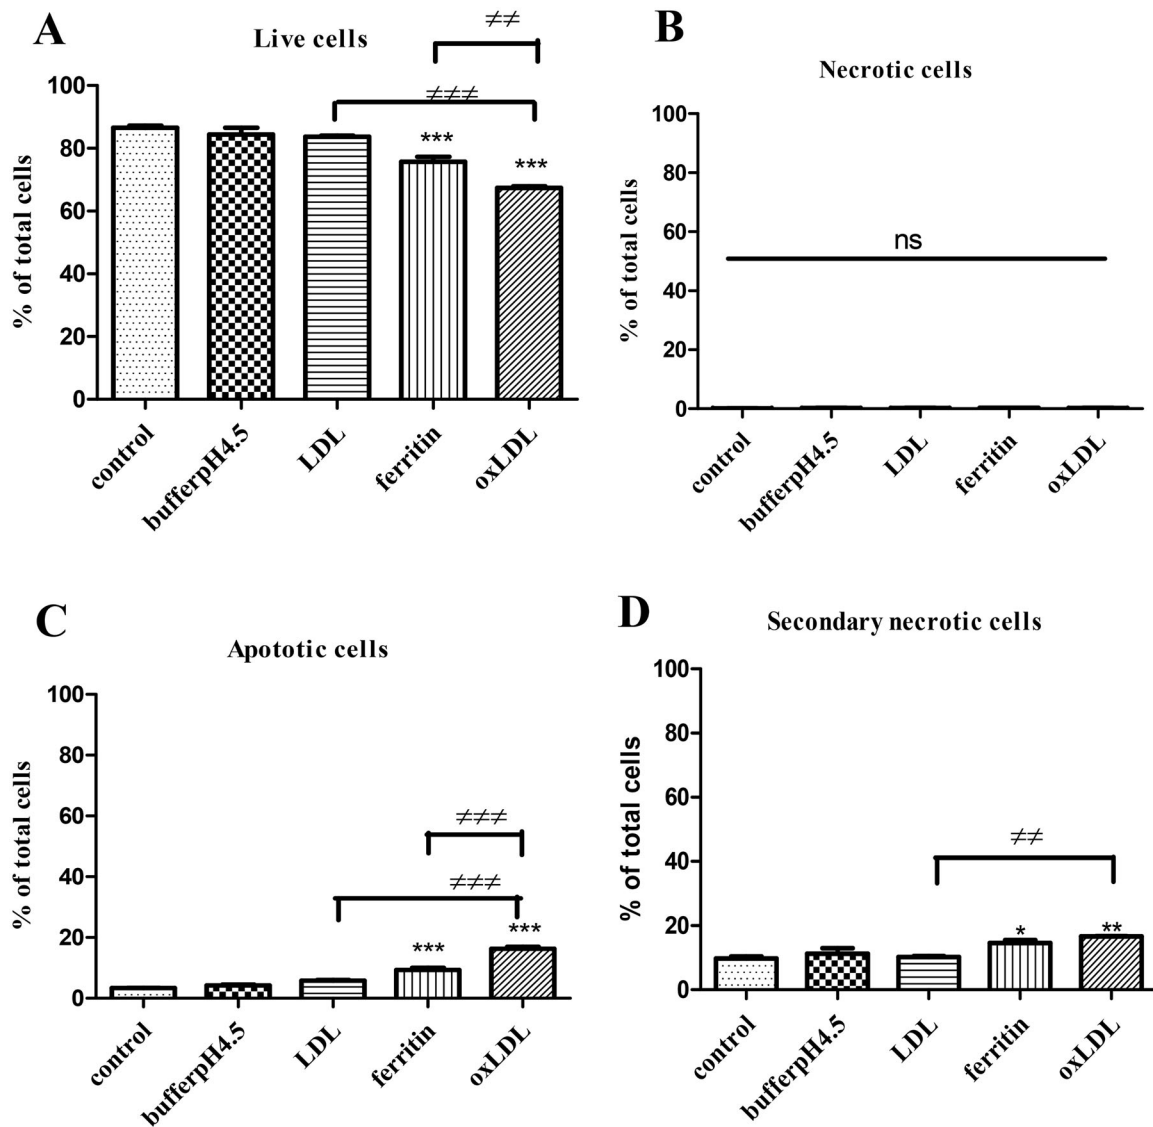 A
Live cells
≠≠
≠≠≠
***
***
% of total cells
100
80
60
40
20
0
control
bufferpH4.5
LDL
ferritin
oxLDL
B
Necrotic cells
ns
% of total cells
100
80
60
40
20
0
control
bufferpH4.5
LDL
ferritin
oxLDL
C
Apototic cells
≠≠≠
≠≠≠
***
***
% of total cells
100
80
60
40
20
0
control
bufferpH4.5
LDL
ferritin
oxLDL
D
Secondary necrotic cells
≠≠
*
**
% of total cells
100
80
60
40
20
0
control
bufferpH4.5
LDL
ferritin
oxLDL